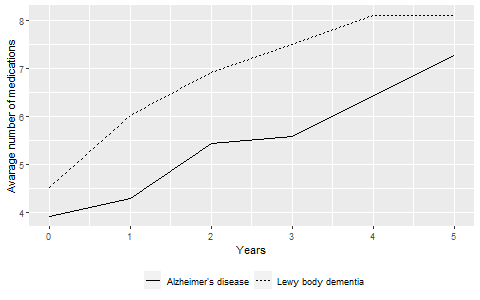 Avarage number of medications
8
7
6
5
4
0 1 2 3 4 5
Years
Alzheimer's disease Lewy body dementia